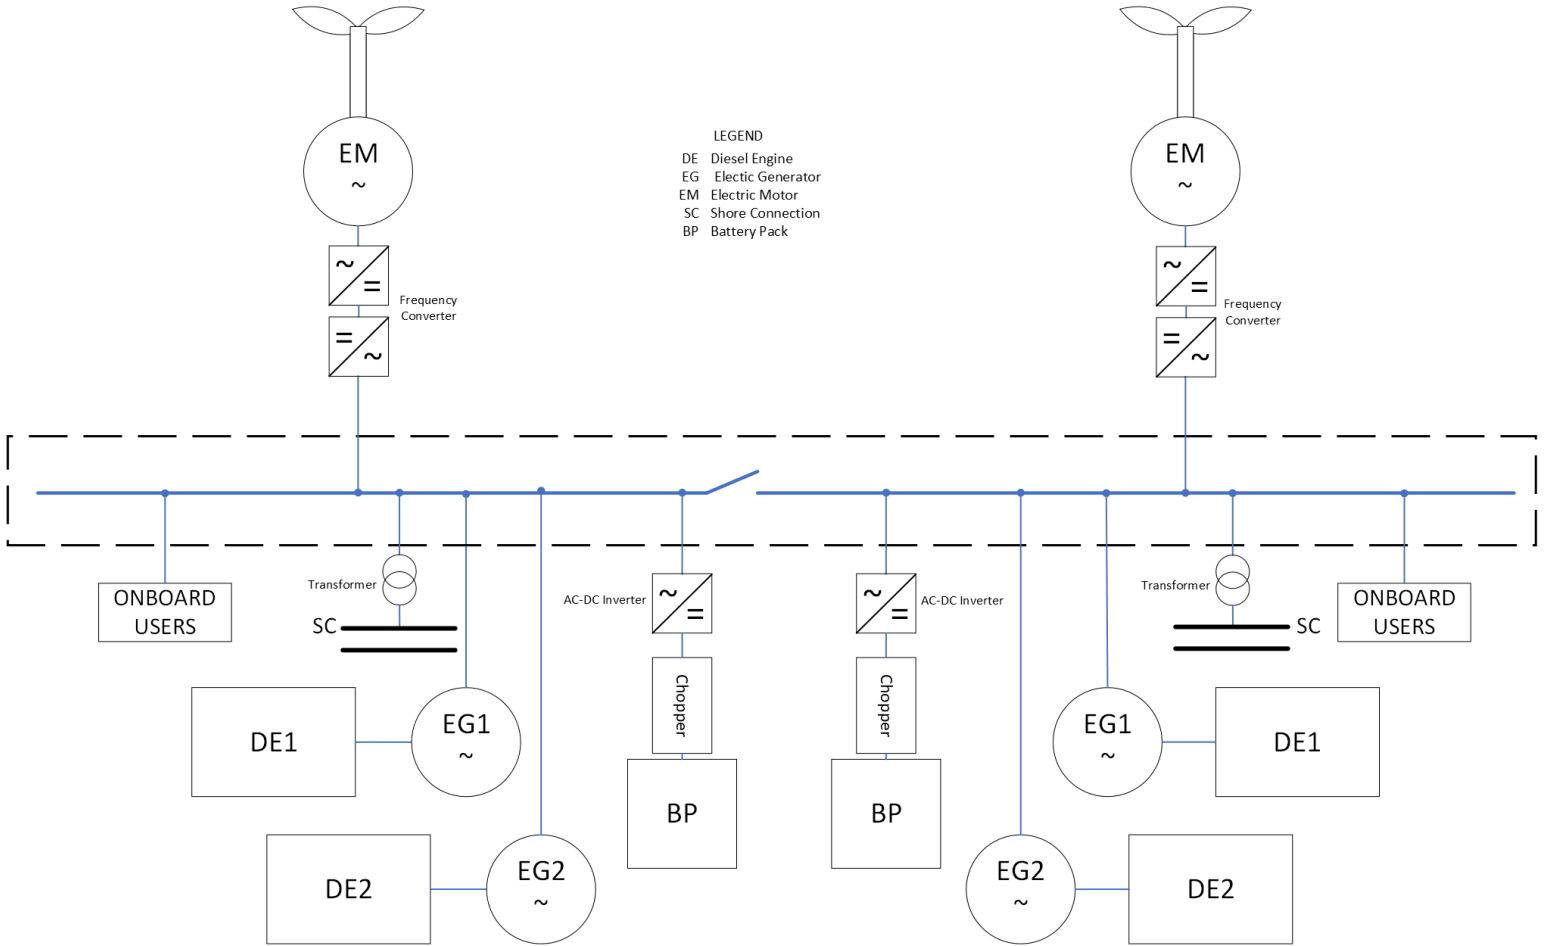 EM
~
EM
~
LEGEND
DE Diesel Engine
EG Electic Generator
EM Electric Motor
SC Shore Connection
BP Battery Pack
~
=
Frequency
Converter
=
~
~
=
Frequency
Converter
=
~
ONBOARD
USERS
Transformer
SC
AC-DC Inverter
~
=
~
=
AC-DC Inverter
Transformer
SC
ONBOARD
USERS
Chopper
Chopper
DE1
EG1
~
EG1
~
DE1
BP
BP
DE2
EG2
~
EG2
~
DE2